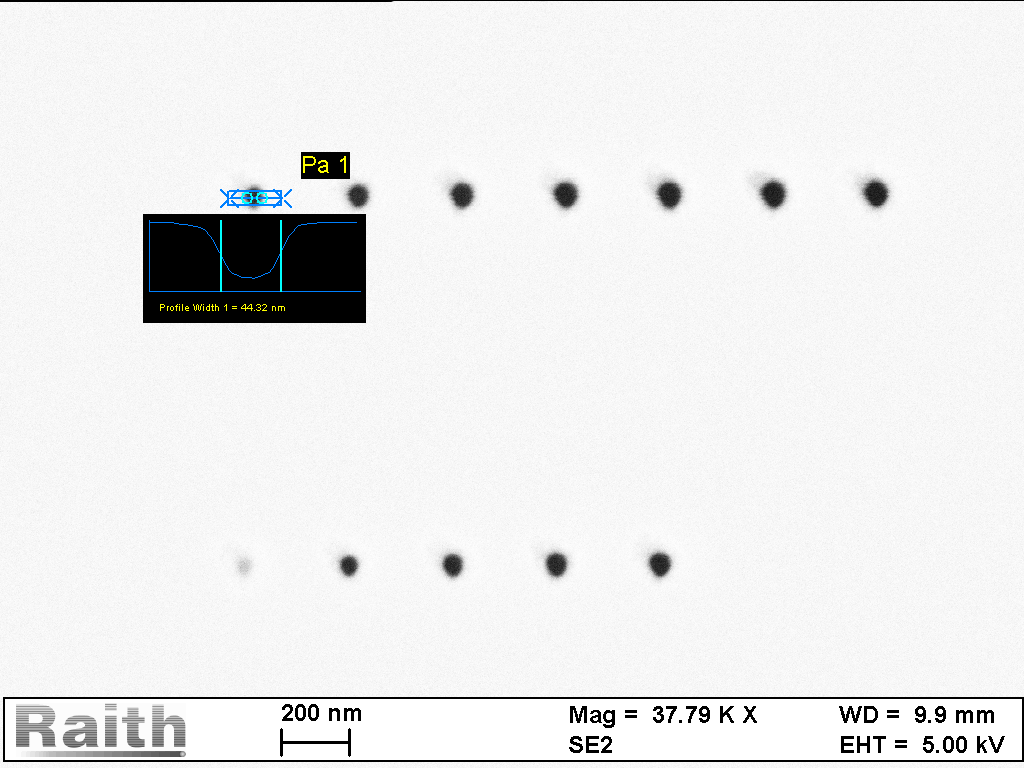 Pa 1
Profile Width 1 = 44.32 nm
Raith
200 nm
Mag = 37.79 K X
WD = 9.9 mm
SE2
EHT = 5.00 kV